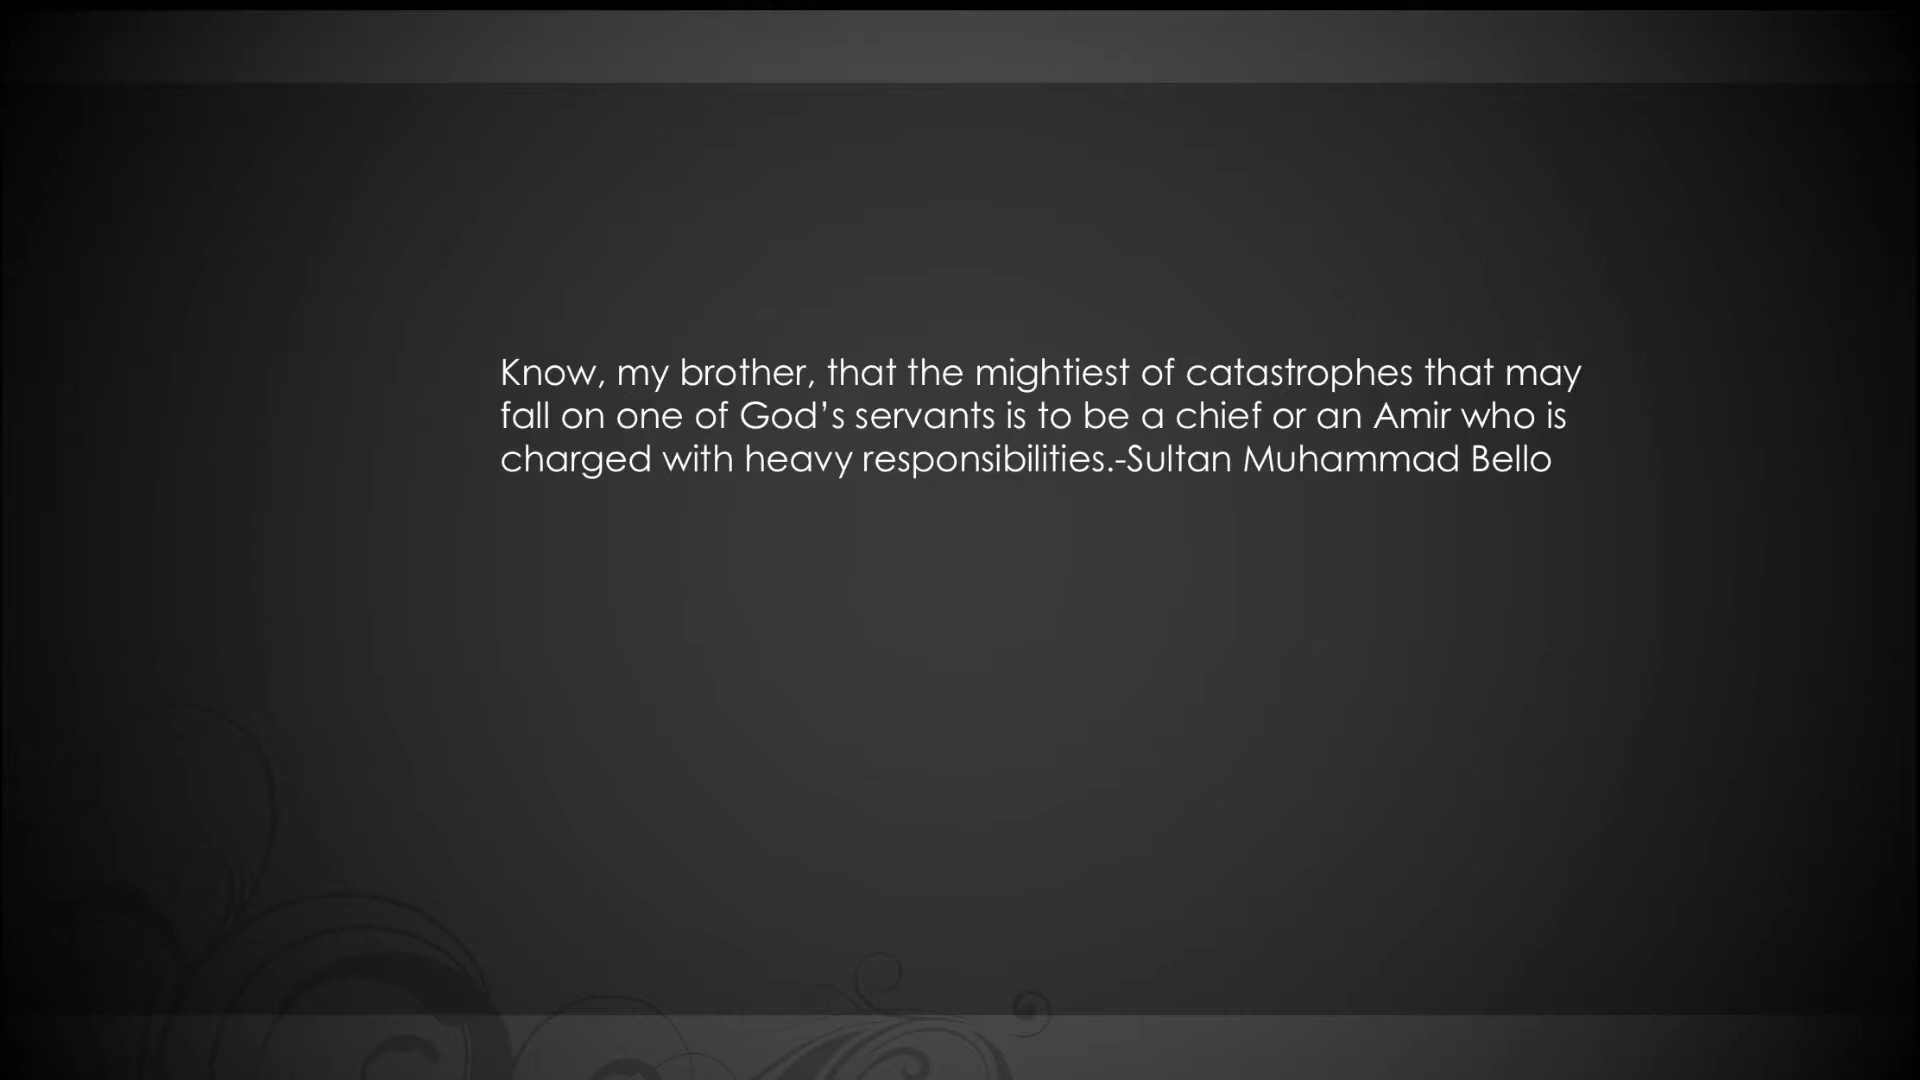 Know, my brother, that the mightiest of catastrophes that may
fall on one of God’s servants is to be a chief or an Amir who is
charged with heavy responsibilities.-Sultan Muhammad Bello